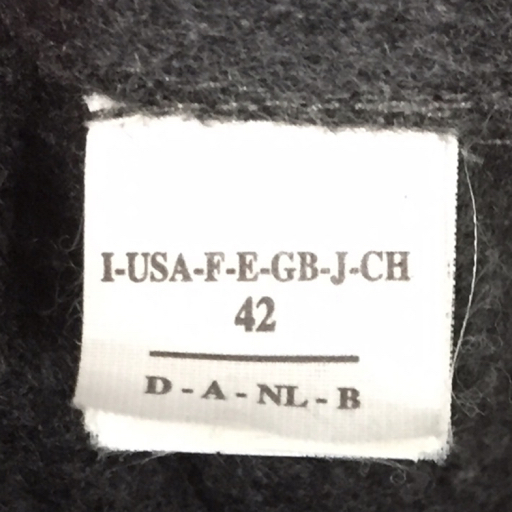 I-USA-F-E-GB-J-CH
42
D - A - NL - B